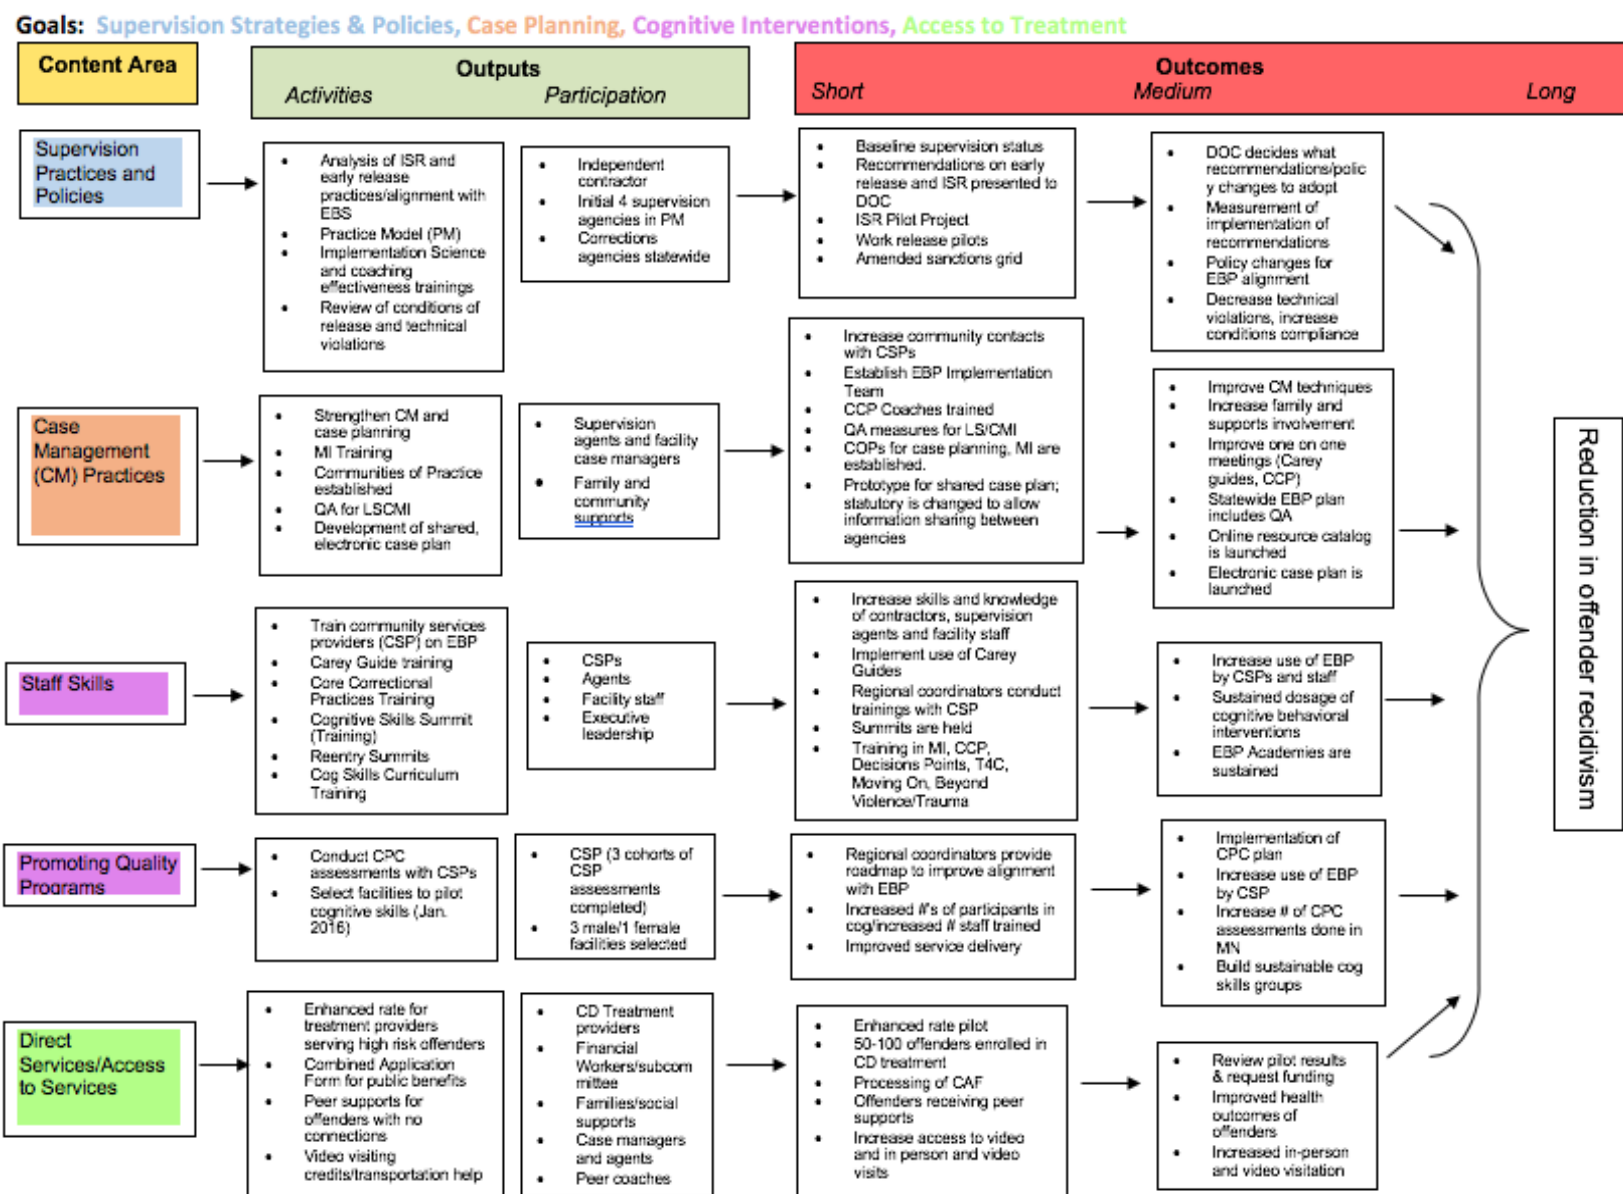 Goals: Supervision Strategies & Policies, Case Planning, Cognitive Interventions, Access to Treatment
Content Area
Outputs
Activities
Participation
Outcomes
Short
Medium
Long
Supervision
Practices and
Policies
• Analysis of ISR and
early release
practices/alignment with
EBS
• Practice Model (PM)
• Implementation Science
and coaching
effectiveness trainings
• Review of conditions of
release and technical
violations
• Independent
contractor
• Initial 4 supervision
agencies in PM
• Corrections
agencies statewide
• Baseline supervision status
• Recommendations on early
release and ISR presented to
DOC
• ISR Pilot Project
• Work release pilots
• Amended sanctions grid
• DOC decides what
recommendations/polic
y changes to adopt
• Measurement of
implementation of
recommendations
• Policy changes for
EBP alignment
• Decrease technical
violations, increase
conditions compliance
Case
Management
(CM) Practices
• Strengthen CM and
case planning
• MI Training
• Communities of Practice
established
• QA for LSCMI
• Development of shared,
electronic case plan
• Supervision
agents and facility
case managers
• Family and
community
supports
• Increase community contacts
with CSPs
• Establish EBP Implementation
Team
• CCP Coaches trained
• QA measures for LS/CMI
• COPs for case planning, MI are
established.
• Prototype for shared case plan;
statutory is changed to allow
information sharing between
agencies
• Improve CM techniques
• Increase family and
supports involvement
• Improve one on one
meetings (Carey
guides, CCP)
• Statewide EBP plan
includes QA
• Online resource catalog
is launched
• Electronic case plan is
launched
Staff Skills
• Train community services
providers (CSP) on EBP
• Carey Guide training
• Core Correctional
Practices Training
• Cognitive Skills Summit
(Training)
• Reentry Summits
• Cog Skills Curriculum
Training
• CSPs
• Agents
• Facility staff
• Executive
leadership
• Increase skills and knowledge
of contractors, supervision
agents and facility staff
• Implement use of Carey
Guides
• Regional coordinators conduct
trainings with CSP
• Summits are held
• Training in MI, CCP,
Decisions Points, T4C,
Moving On, Beyond
Violence/Trauma
• Increase use of EBP
by CSPs and staff
• Sustained dosage of
cognitive behavioral
interventions
• EBP Academies are
sustained
Promoting Quality
Programs
• Conduct CPC
assessments with CSPs
• Select facilities to pilot
cognitive skills (Jan.
2016)
• CSP (3 cohorts of
CSP
assessments
completed)
• 3 male/1 female
facilities selected
• Regional coordinators provide
roadmap to improve alignment
with EBP
• Increased #'s of participants in
cog/increased # staff trained
• Improved service delivery
• Implementation of
CPC plan
• Increase use of EBP
by CSP
• Increase # of CPC
assessments done in
MN
• Build sustainable cog
skills groups
Direct
Services/Access
to Services
• Enhanced rate for
treatment providers
serving high risk offenders
• Combined Application
Form for public benefits
• Peer supports for
offenders with no
connections
• Video visiting
credits/transportation help
• CD Treatment
providers
• Financial
Workers/subcom
mittee
• Families/social
supports
• Case managers
and agents
• Peer coaches
• Enhanced rate pilot
• 50-100 offenders enrolled in
CD treatment
• Processing of CAF
• Offenders receiving peer
supports
• Increase access to video
and in person and video
visits
• Review pilot results
& request funding
• Improved health
outcomes of
offenders
• Increased in-person
and video visitation
Reduction in offender recidivism